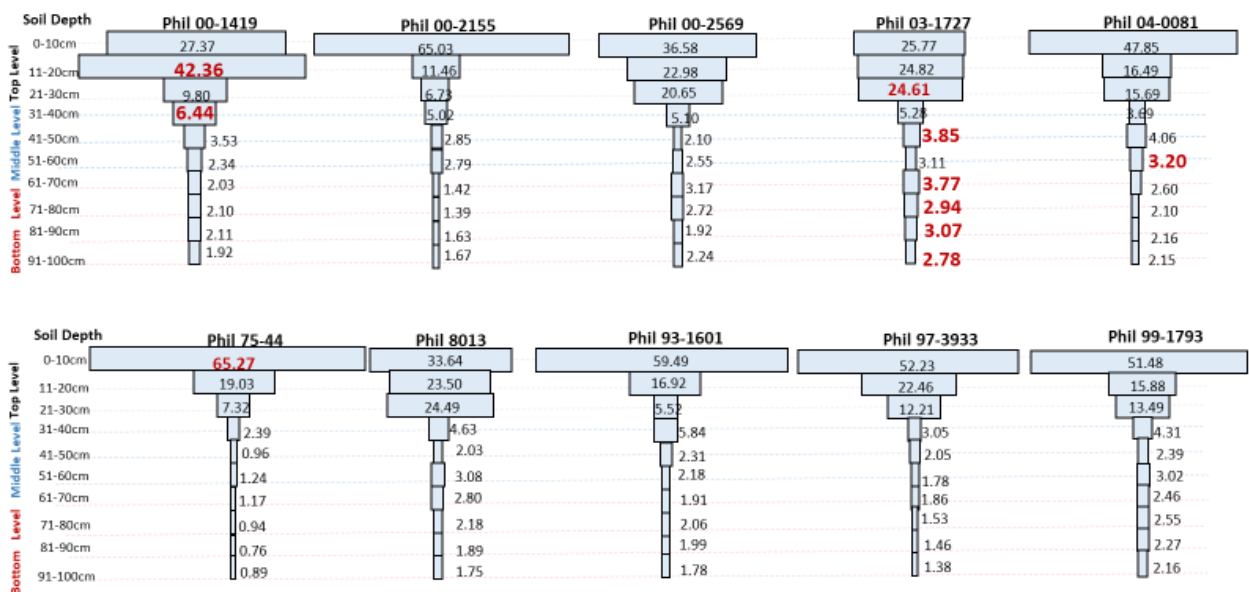 Soil Depth Phil 00-1419 Phil 00-2155 Phil 00-2569 Phil 03-1727 Phil 04-0081
0-10cm 27.37 65.03 36.58 25.77 47.85
11-20cm 42.36 11.46 22.98 24.82 16.49
21-30cm 9.80 6.73 20.65 24.61 15.69
31-40cm 6.44 5.02 5.10 5.28 3.69
41-50cm 3.53 2.85 2.10 3.85 4.06
51-60cm 2.34 2.79 2.55 3.11 3.20
61-70cm 2.03 1.42 3.17 3.77 2.60
71-80cm 2.10 1.39 2.72 2.94 2.10
81-90cm 2.11 1.63 1.92 3.07 2.16
91-100cm 1.92 1.67 2.24 2.78 2.15
Top Level
Middle Level
Bottom Level
Soil Depth Phil 75-44 Phil 8013 Phil 93-1601 Phil 97-3933 Phil 99-1793
0-10cm 65.27 33.64 59.49 52.23 51.48
11-20cm 19.03 23.50 16.92 22.46 15.88
21-30cm 7.32 24.49 5.52 12.21 13.49
31-40cm 2.39 4.63 5.84 3.05 4.31
41-50cm 0.96 2.03 2.31 2.05 2.39
51-60cm 1.24 3.08 2.18 1.78 3.02
61-70cm 1.17 2.80 1.91 1.86 2.46
71-80cm 0.94 2.18 2.06 1.53 2.55
81-90cm 0.76 1.89 1.99 1.46 2.27
91-100cm 0.89 1.75 1.78 1.38 2.16
Top Level
Middle Level
Bottom Level